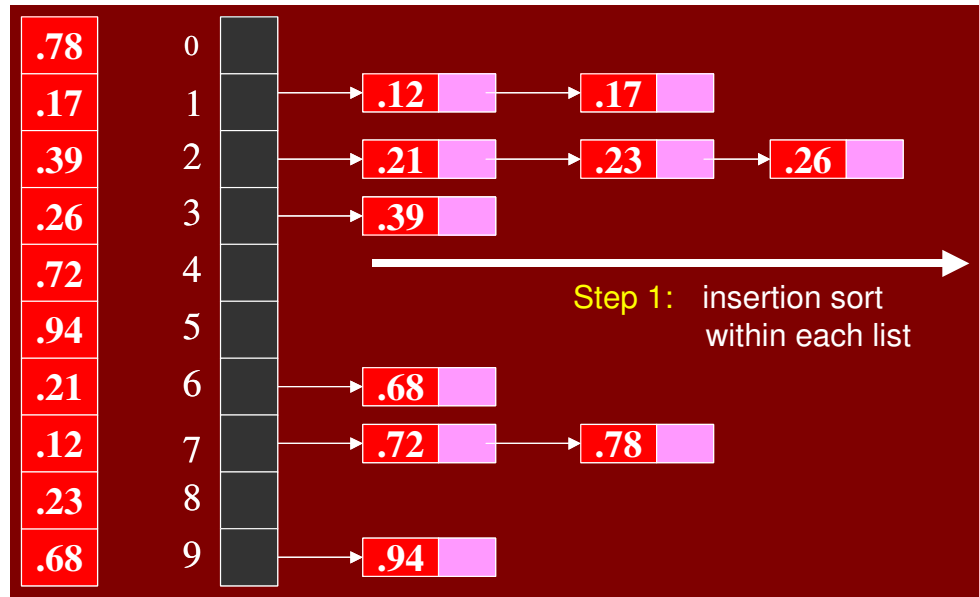 .78 0
.17 1 .12 .17
.39 2 .21 .23 .26
.26 3 .39
.72 4
Step 1: insertion sort
within each list
.94 5
.21 6 .68
.12 7 .72 .78
.23 8
.68 9 .94